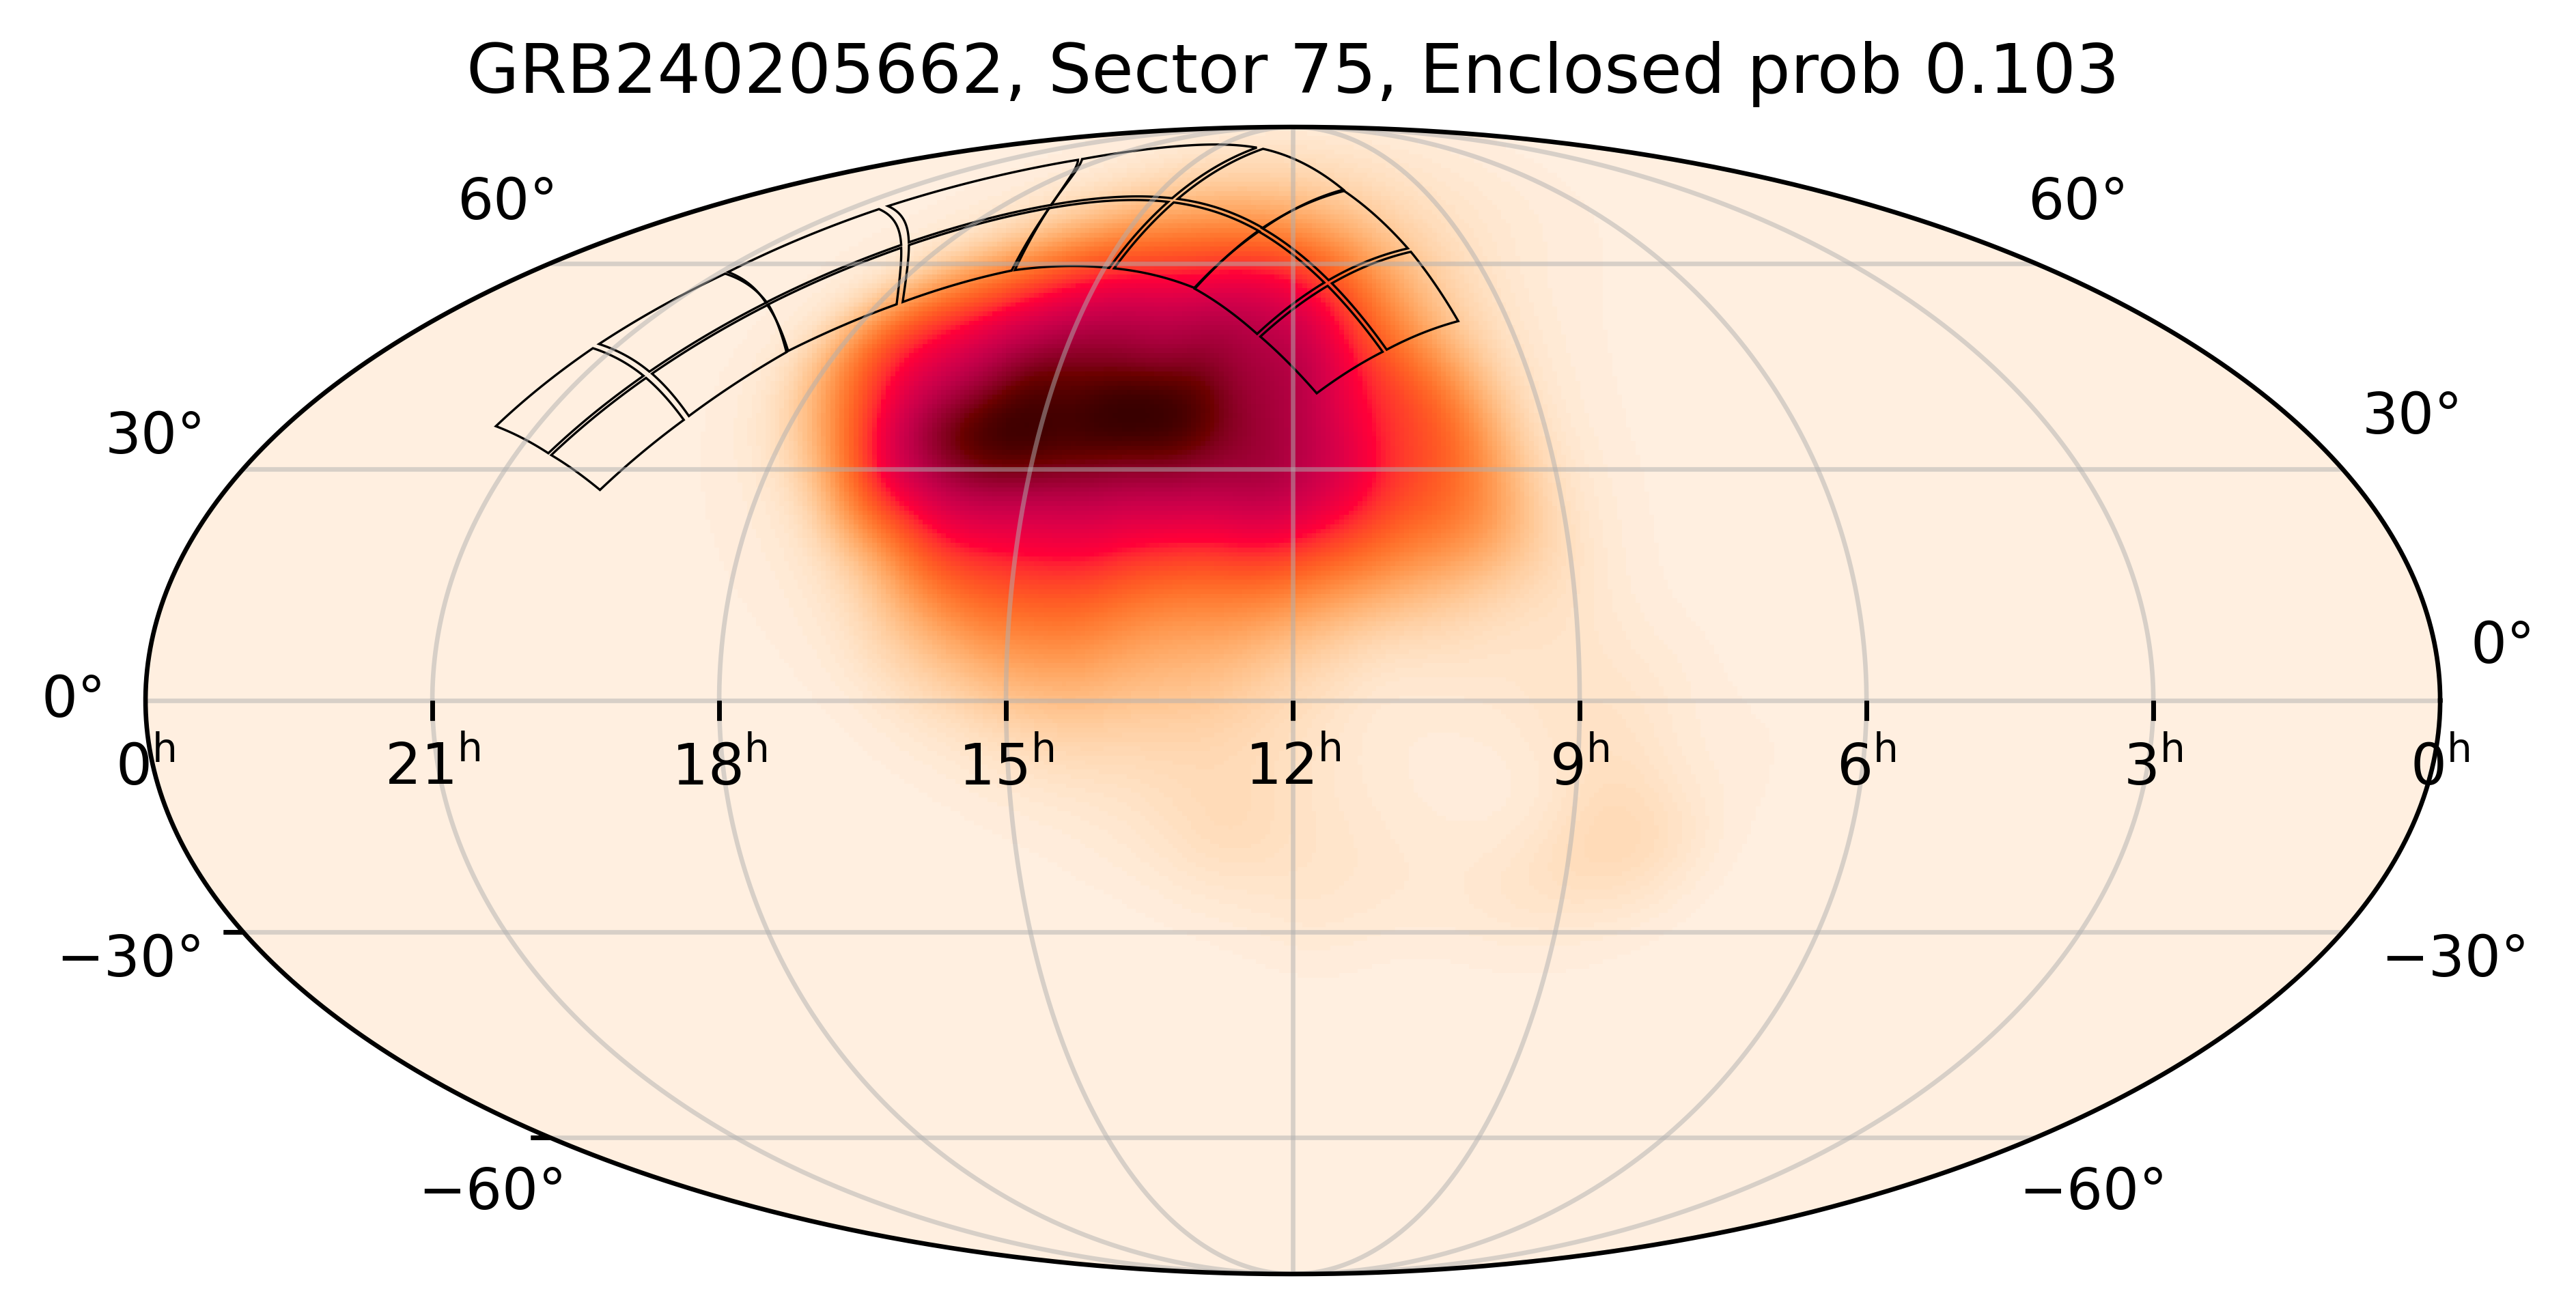 GRB240205662, Sector 75, Enclosed prob 0.103
60° 60°
30° 30°
0° 0°
0h 21h 18h 15h 12h 9h 6h 3h 0h
−30° −30°
−60° −60°